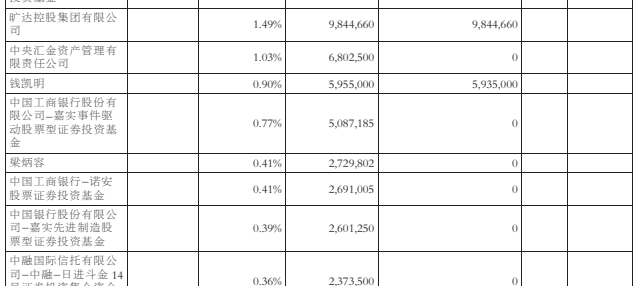 旷达控股集团有限公
司
1.49%
9,844,660
9,844,660
中央汇金资产管理有
限责任公司
1.03%
6,802,500
0
钱凯明
0.90%
5,955,000
5,935,000
中国工商银行股份有
限公司–嘉实事件驱
动股票型证券投资基
金
0.77%
5,087,185
0
梁炳容
0.41%
2,729,802
0
中国工商银行–诺安
股票证券投资基金
0.41%
2,691,005
0
中国银行股份有限公
司–嘉实先进制造股
票型证券投资基金
0.39%
2,601,250
0
中融国际信托有限公
司–中融–日进斗金 14
0.36%
2,373,500
0